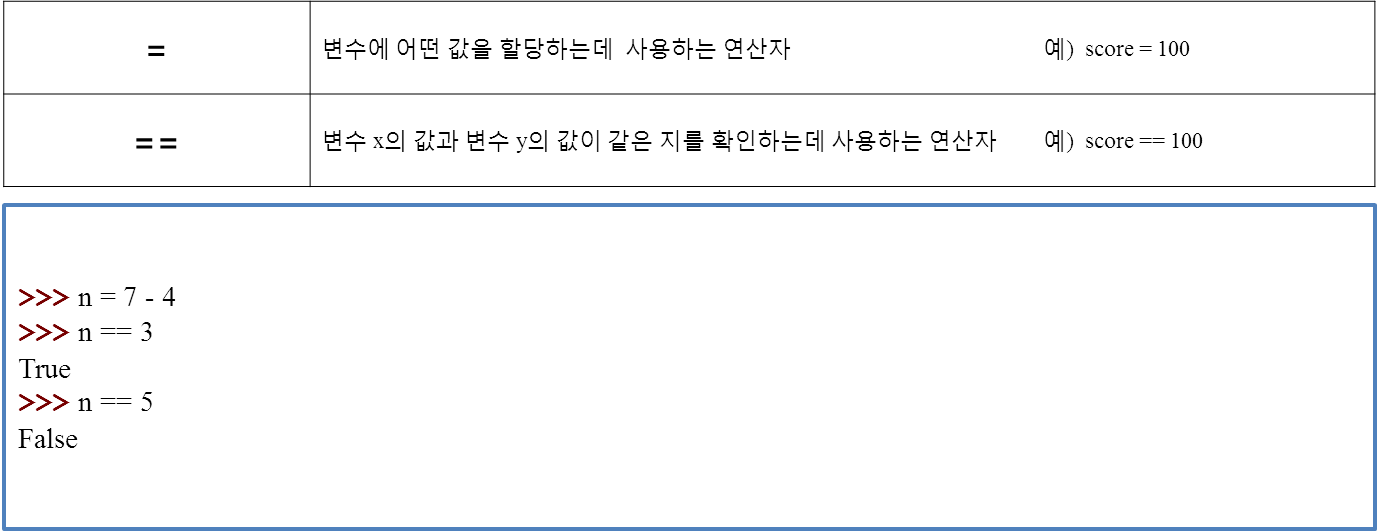 = 변수에 어떤 값을 할당하는데 사용하는 연산자 예) score = 100
== 변수 x의 값과 변수 y의 값이 같은 지를 확인하는데 사용하는 연산자 예) score == 100
>>> n = 7 - 4
>>> n == 3
True
>>> n == 5
False